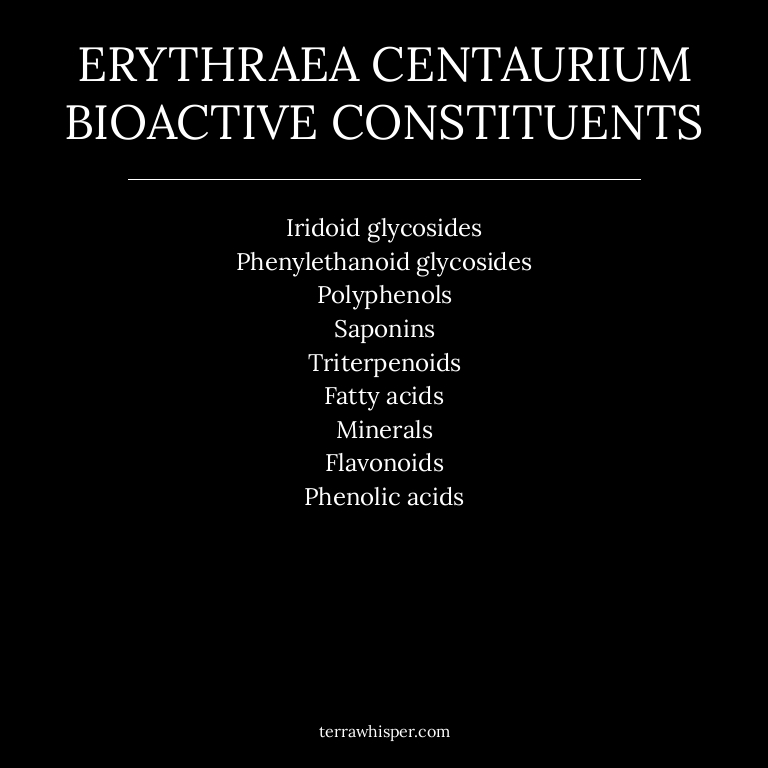 ERYTHRAEA CENTAURIUM
BIOACTIVE CONSTITUENTS
Iridoid glycosides
Phenylethanoid glycosides
Polyphenols
Saponins
Triterpenoids
Fatty acids
Minerals
Flavonoids
Phenolic acids
terrawhisper.com